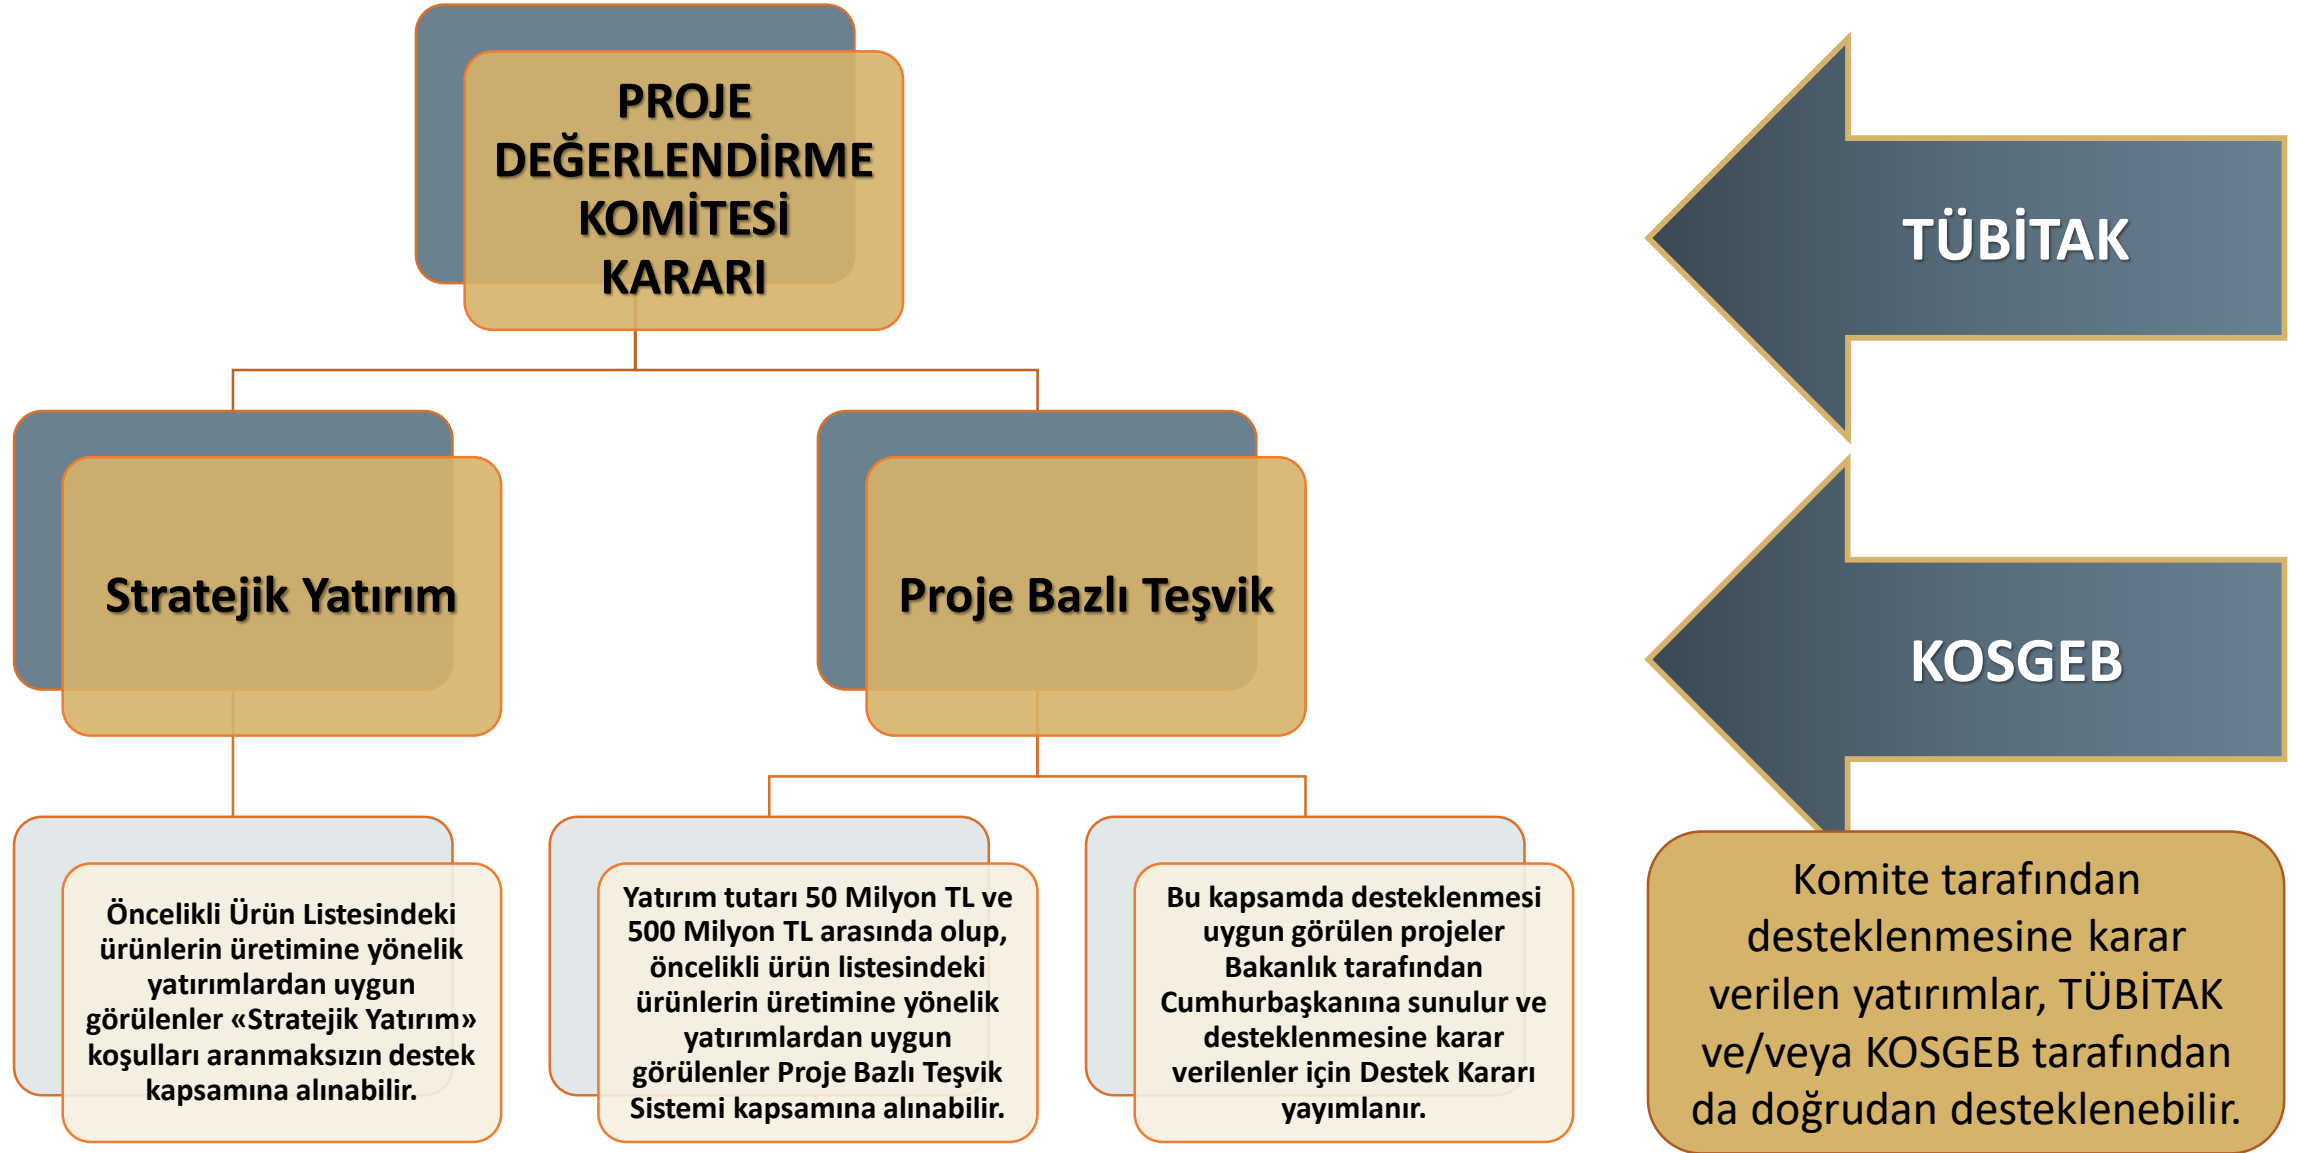 PROJE
DEĞERLENDİRME
KOMİTESİ
KARARI
Stratejik Yatırım
Proje Bazlı Teşvik
Öncelikli Ürün Listesindeki
ürünlerin üretimine yönelik
yatırımlardan uygun
görülenler «Stratejik Yatırım»
koşulları aranmaksızın destek
kapsamına alınabilir.
Yatırım tutarı 50 Milyon TL ve
500 Milyon TL arasında olup,
öncelikli ürün listesindeki
ürünlerin üretimine yönelik
yatırımlardan uygun
görülenler Proje Bazlı Teşvik
Sistemi kapsamına alınabilir.
Bu kapsamda desteklenmesi
uygun görülen projeler
Bakanlık tarafından
Cumhurbaşkanına sunulur ve
desteklenmesine karar
verilenler için Destek Kararı
yayımlanır.
TÜBİTAK
KOSGEB
Komite tarafından
desteklenmesine karar
verilen yatırımlar, TÜBİTAK
ve/veya KOSGEB tarafından
da doğrudan desteklenebilir.